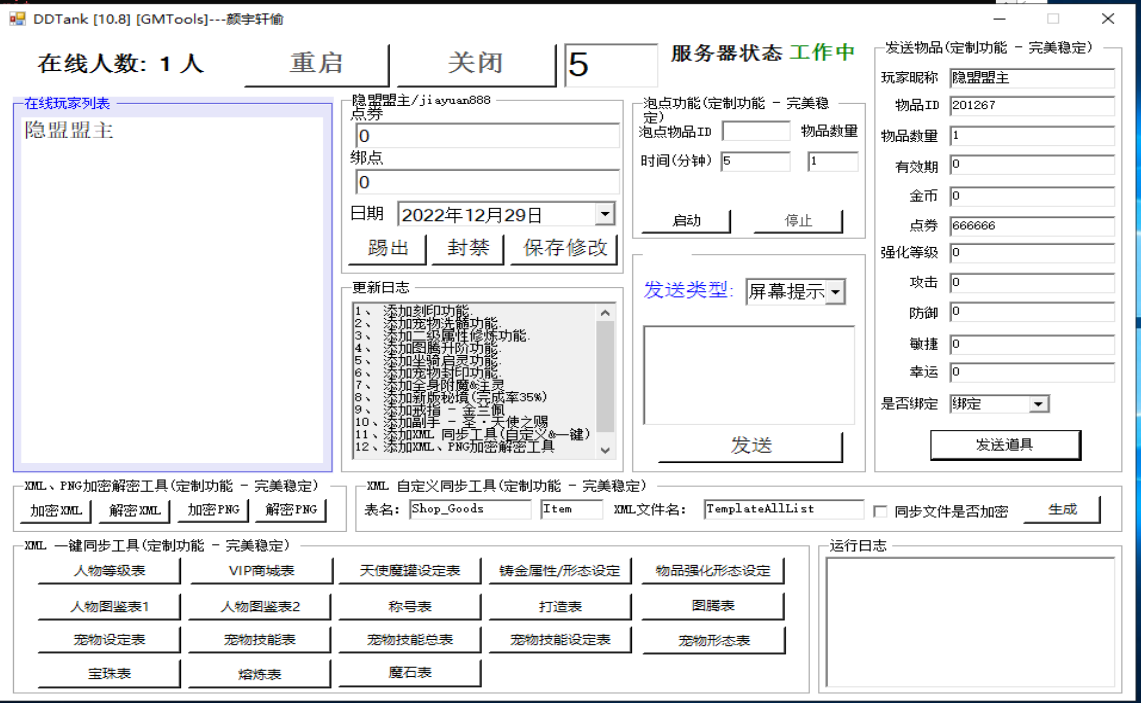 DDTank [10.8] [GMTools]---颜宇轩偷
在线人数: 1 人
重启
关闭
5
服务器状态 工作中
在线玩家列表
隐盟盟主
隐盟盟主/jiayuan888
点券
0
绑点
0
日期
2022年12月29日
踢出
封禁
保存修改
更新日志
1、 添加刻印功能.
2、 添加宠物洗髓功能.
3、 添加二级属性修炼功能.
4、 添加图腾升阶功能.
5、 添加坐骑启灵功能.
6、 添加宠物封印功能.
7、 添加全身附魔&注灵
8、 添加新版秘境(完成率35%)
9、 添加戒指 - 金兰佩
10、添加副手 - 圣·天使之赐
11、添加XML 同步工具(自定义&一键)
12、添加XML、PNG加密解密工具
泡点功能(定制功能 - 完美稳
定)
泡点物品ID
物品数量
时间(分钟)
5
1
启动
停止
发送类型:
屏幕提示
发送
发送物品(定制功能 - 完美稳定)
玩家昵称
隐盟盟主
物品ID
201267
物品数量
1
有效期
0
金币
0
点券
666666
强化等级
0
攻击
0
防御
0
敏捷
0
幸运
0
是否绑定
绑定
发送道具
XML、PNG加密解密工具(定制功能 - 完美稳定)
加密XML
解密XML
加密PNG
解密PNG
XML 自定义同步工具(定制功能 - 完美稳定)
表名:
Shop_Goods
Item
XML文件名:
TemplateAllList
同步文件是否加密
生成
XML 一键同步工具(定制功能 - 完美稳定)
人物等级表
VIP商城表
天使魔罐设定表
铸金属性/形态设定
物品强化形态设定
人物图鉴表1
人物图鉴表2
称号表
打造表
图腾表
宠物设定表
宠物技能表
宠物技能总表
宠物技能设定表
宠物形态表
宝珠表
熔炼表
魔石表
运行日志